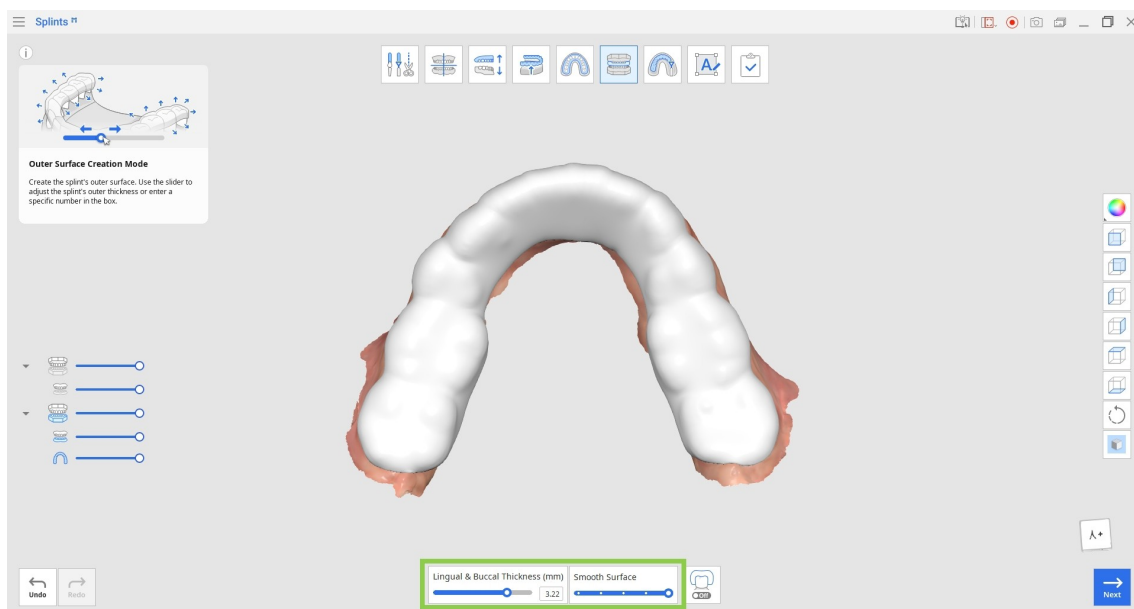 Splints
Outer Surface Creation Mode
Create the splint's outer surface. Use the slider to
adjust the splint's outer thickness or enter a
specific number in the box.
Lingual & Buccal Thickness (mm)
3.22
Smooth Surface
Off
Undo
Redo
Next